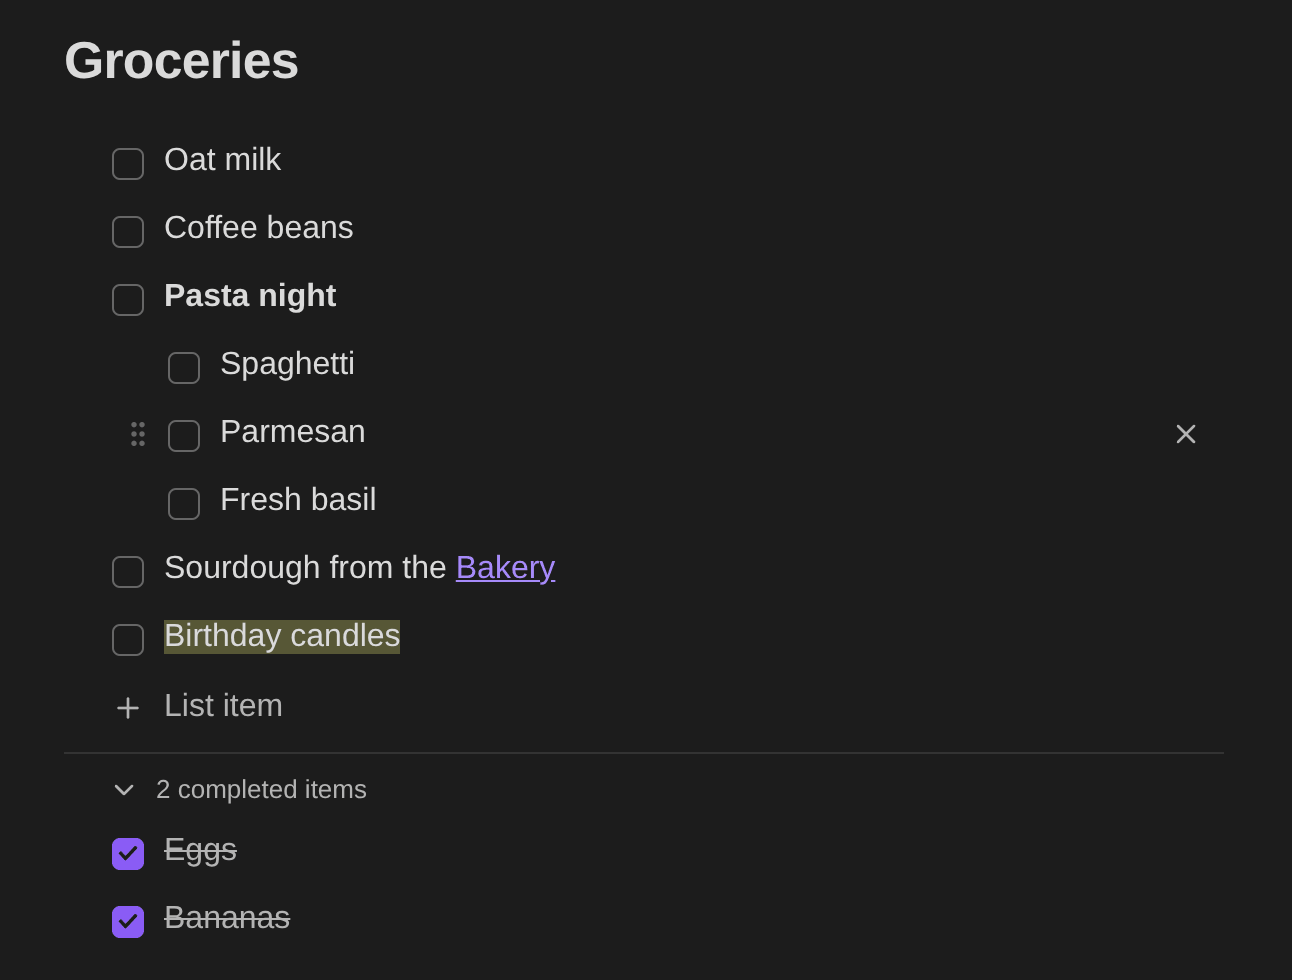 Groceries
Oat milk
Coffee beans
Pasta night
Spaghetti
Parmesan
Fresh basil
Sourdough from the Bakery
Birthday candles
List item
2 completed items
Eggs
Bananas